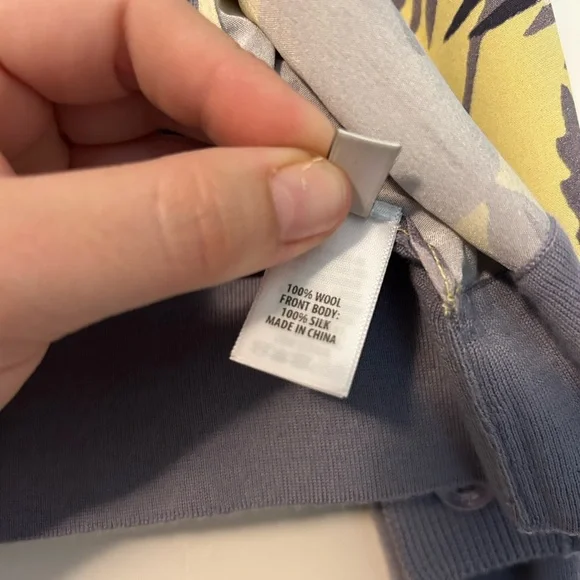 100% WOOL
FRONT BODY:
100% SILK
MADE IN CHINA